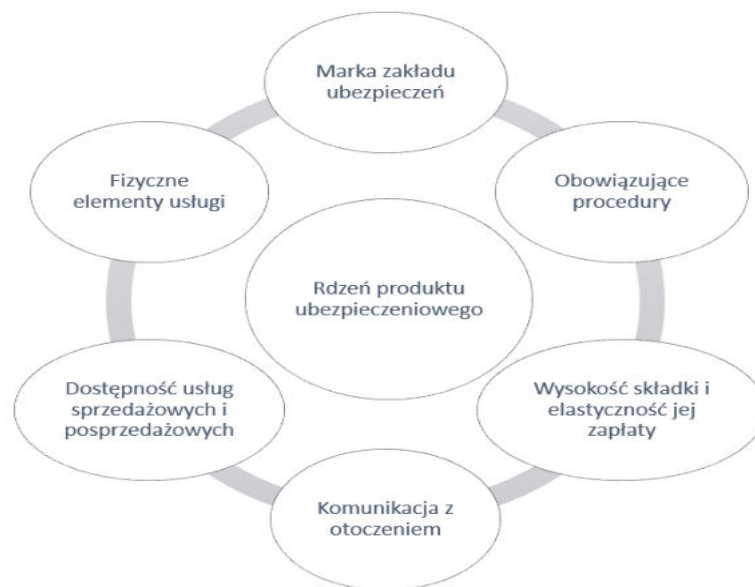 Marka zakładu
ubezpieczeń
Fizyczne
elementy usługi
Obowiązujące
procedury
Rdzeń produktu
ubezpieczeniowego
Dostępność usług
sprzedażowych i
posprzedażowych
Wysokość składki i
elastyczność jej
zapłaty
Komunikacja z
otoczeniem